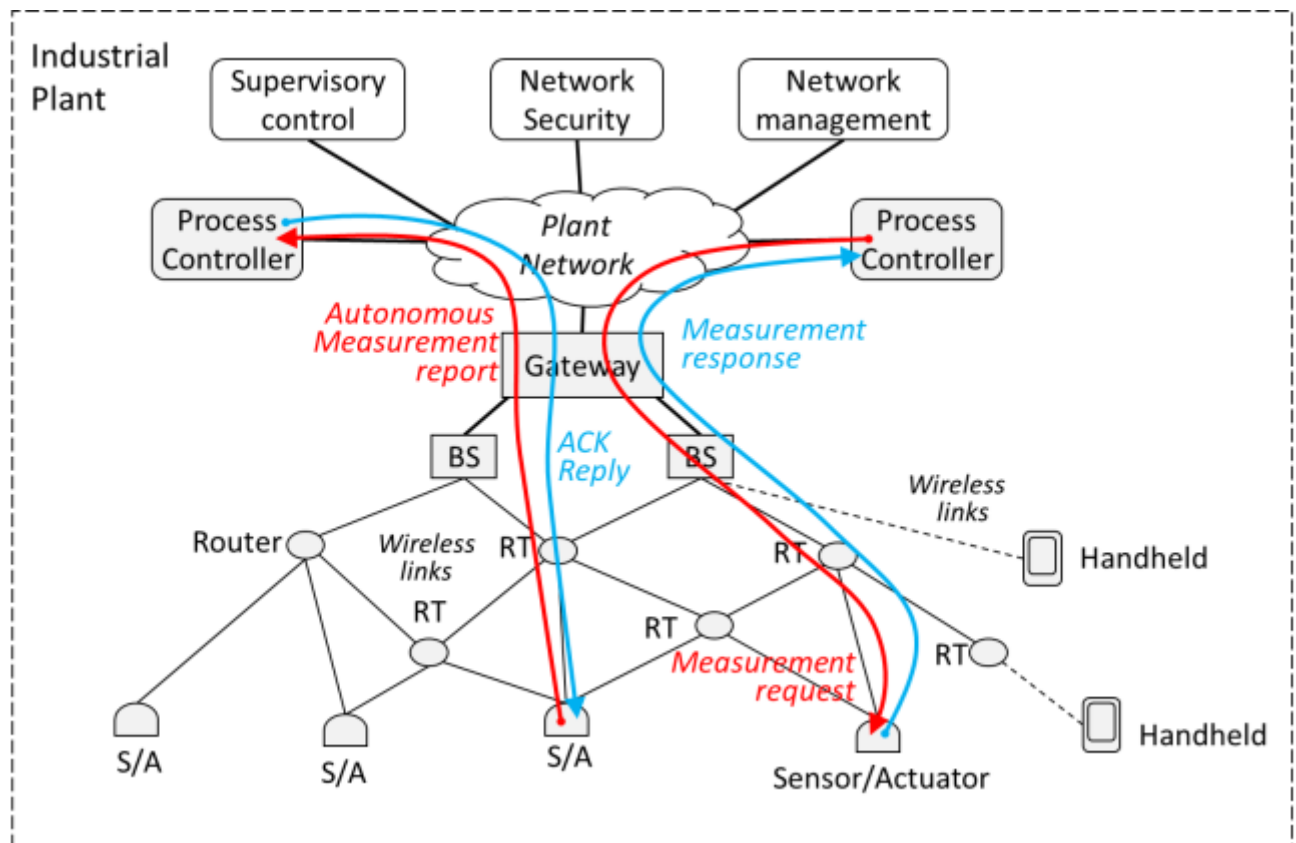 Industrial
Plant
Supervisory
control
Network
Security
Network
management
Process
Controller
Plant
Network
Process
Controller
Autonomous
Measurement
report
Gateway
Measurement
response
BS
ACK
Reply
BS
Wireless
links
Router
Wireless
links
RT
RT
Handheld
RT
RT
RT
Measurement
request
S/A
S/A
S/A
Sensor/Actuator
Handheld